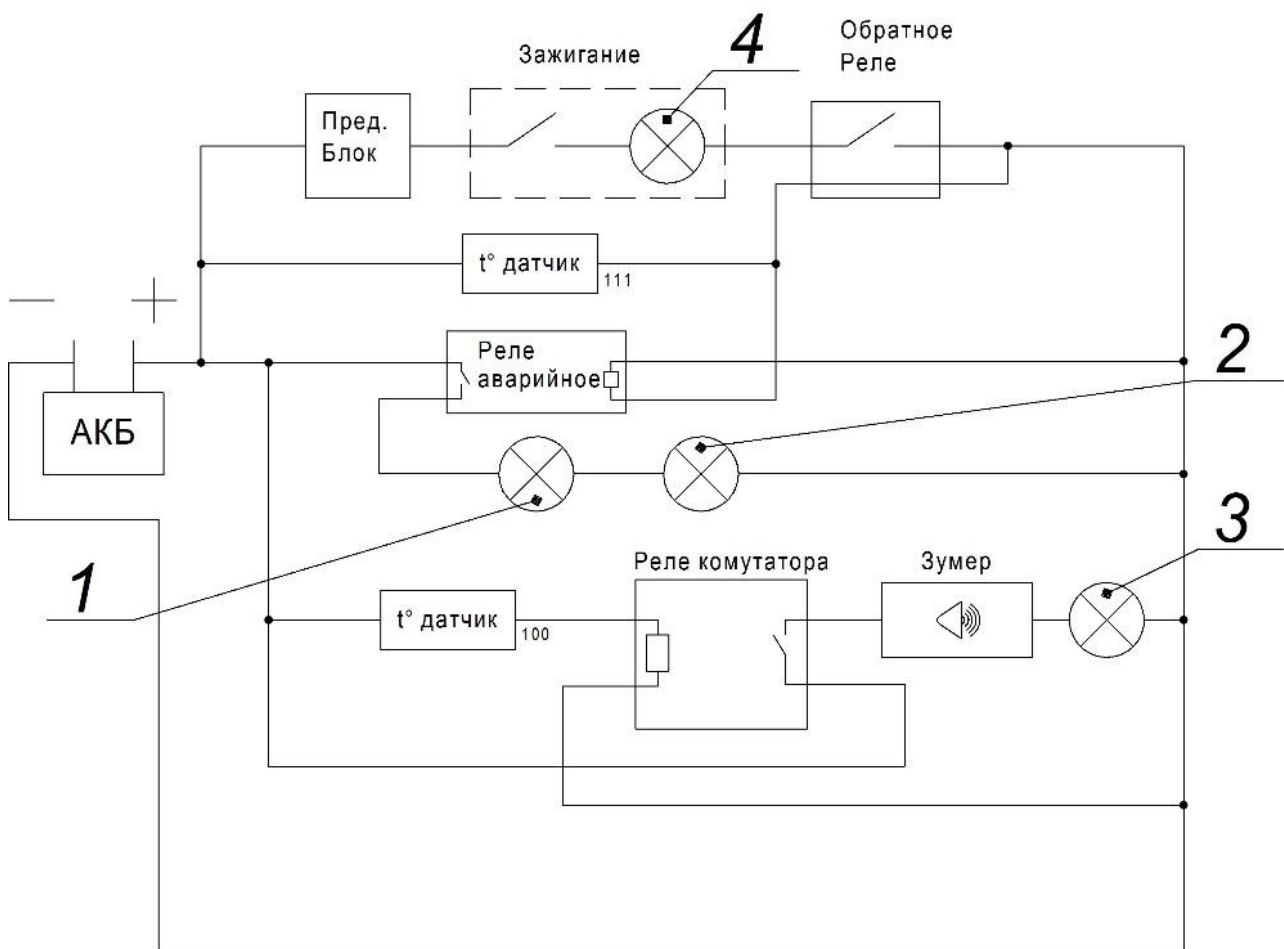 4
Обратное
Реле
Зажигание
Пред.
Блок
t° датчик
111
— +
2
Реле
аварийное
АКБ
3
1
Реле комутатора
Зумер
t° датчик
100